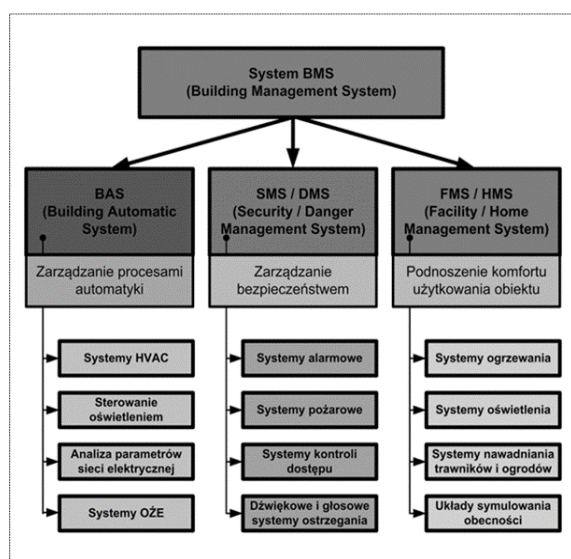 System BMS
(Building Management System)
BAS
(Building Automatic
System)
Zarządzanie procesami
automatyki
Systemy HVAC
Sterowanie
oświetleniem
Analiza parametrów
sieci elektrycznej
Systemy OŹE
SMS / DMS
(Security / Danger
Management System)
Zarządzanie
bezpieczeństwem
Systemy alarmowe
Systemy pożarowe
Systemy kontroli
dostępu
Dźwiękowe i głosowe
systemy ostrzegania
FMS / HMS
(Facility / Home
Management System)
Podnoszenie komfortu
użytkowania obiektu
Systemy ogrzewania
Systemy oświetlenia
Systemy nawadniania
trawników i ogrodów
Układy symulowania
obecności